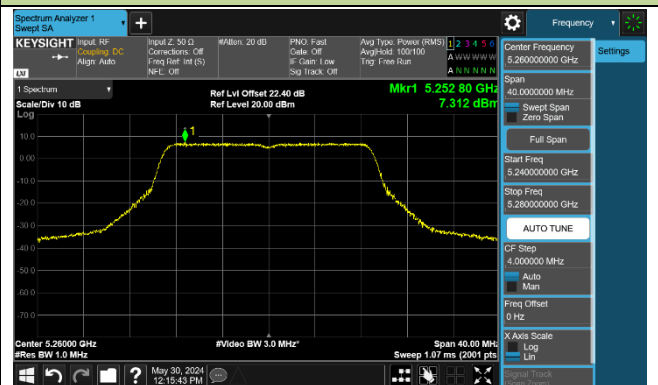 Spectrum Analyzer 1
Swept SA
Frequency
KEYSIGHT
Input: RF
Coupling: DC
Align: Auto
Input Z: 50 Ω
Corrections: Off
Freq Ref: Int (S)
NFE: Off
#Atten: 20 dB
PNO: Fast
Gate: Off
IF Gain: Low
Sig Track: Off
Avg Type: Power (RMS)
Avg|Hold: 100/100
Trig: Free Run
1 2 3 4 5 6
A W W W W W
A N N N N N
LXI
1 Spectrum
Scale/Div 10 dB
Log
Ref Lvl Offset 22.40 dB
Ref Level 20.00 dBm
Mkr1 5.252 80 GHz
7.312 dBm
1
10.0
0.00
-10.0
-20.0
-30.0
-40.0
-50.0
-60.0
-70.0
Center 5.26000 GHz
#Res BW 1.0 MHz
#Video BW 3.0 MHz*
Span 40.00 MHz
Sweep 1.07 ms (2001 pts)
May 30, 2024
12:15:43 PM
Center Frequency
5.260000000 GHz
Settings
Span
40.0000000 MHz
Swept Span
Zero Span
Full Span
Start Freq
5.240000000 GHz
Stop Freq
5.280000000 GHz
AUTO TUNE
CF Step
4.000000 MHz
Auto
Man
Freq Offset
0 Hz
X Axis Scale
Log
Lin
Signal Track
(Span Zoom)